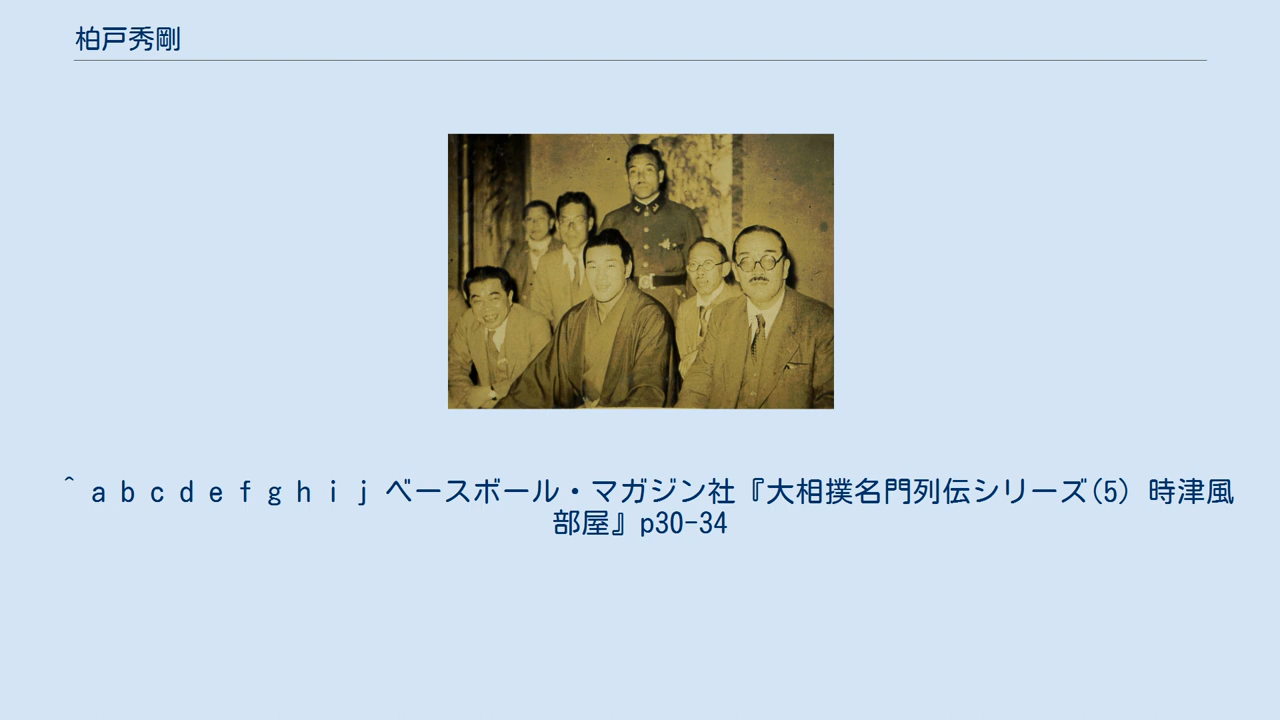 柏戸秀剛
^ a b c d e f g h i j ベースボール・マガジン社『大相撲名門列伝シリーズ(5) 時津風
部屋』p30-34